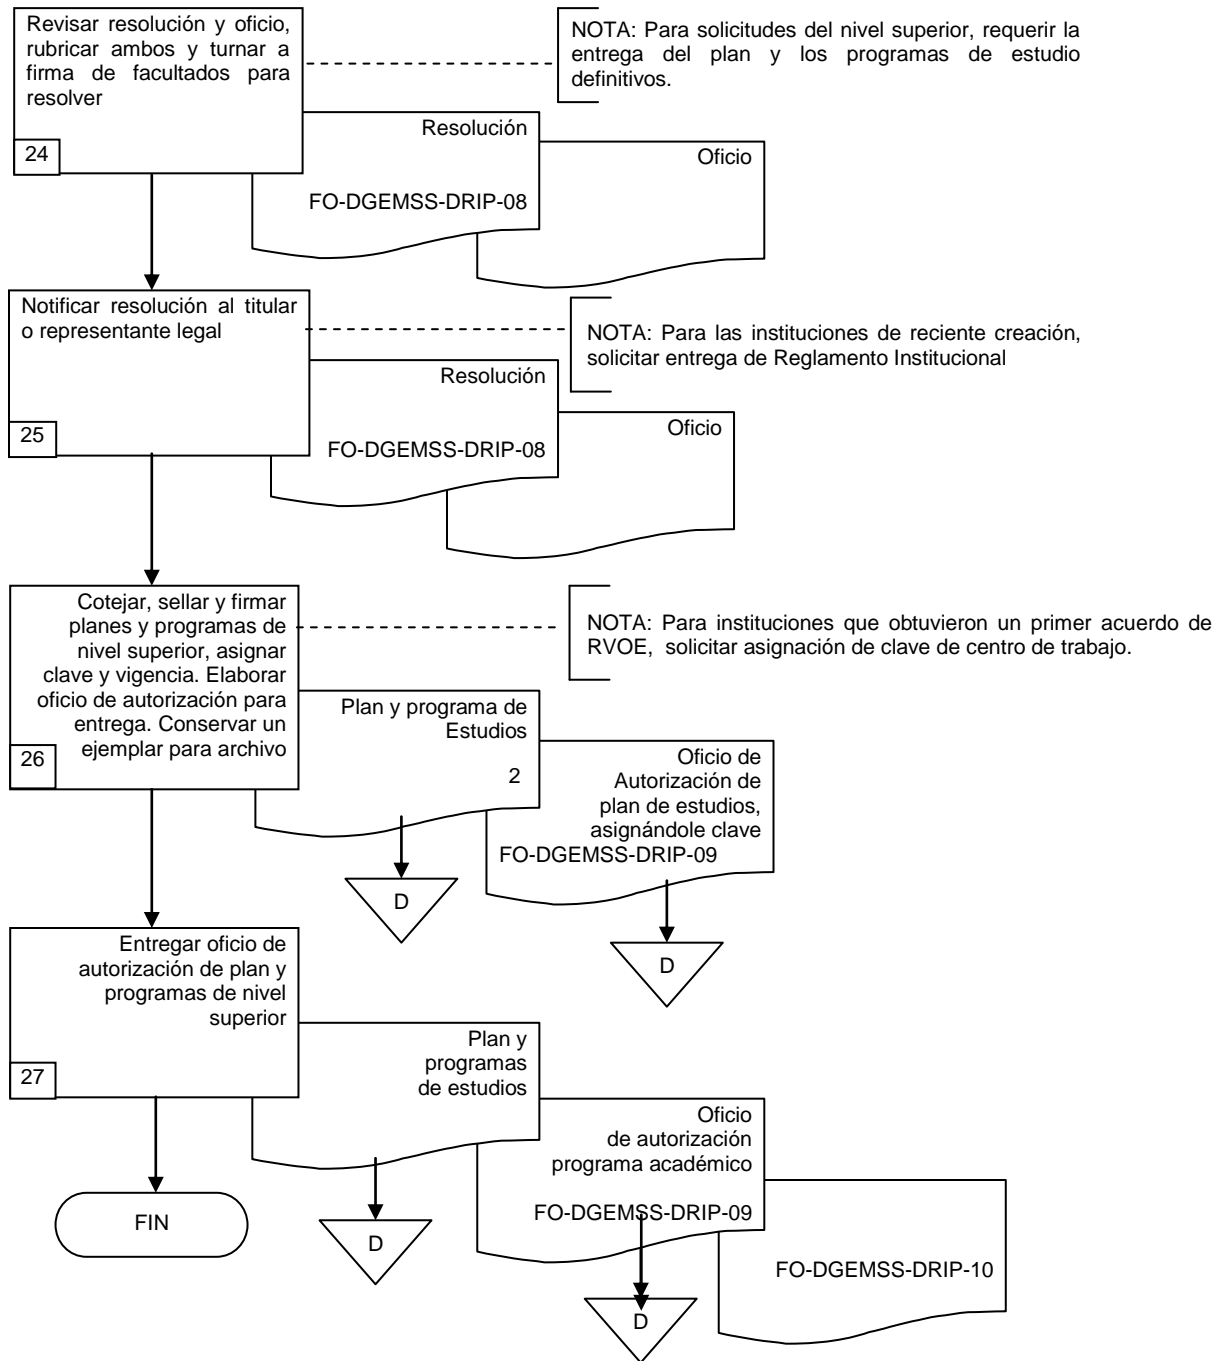 Revisar resolución y oficio,
rubricar ambos y turnar a
firma de facultados para
resolver
24
NOTA: Para solicitudes del nivel superior, requerir la
entrega del plan y los programas de estudio
definitivos.
Resolución
FO-DGEMSS-DRIP-08
Oficio
Notificar resolución al titular
o representante legal
25
NOTA: Para las instituciones de reciente creación,
solicitar entrega de Reglamento Institucional
Resolución
FO-DGEMSS-DRIP-08
Oficio
Cotejar, sellar y firmar
planes y programas de
nivel superior, asignar
clave y vigencia. Elaborar
oficio de autorización para
entrega. Conservar un
ejemplar para archivo
26
NOTA: Para instituciones que obtuvieron un primer acuerdo de
RVOE, solicitar asignación de clave de centro de trabajo.
Plan y programa de
Estudios
2
D
Oficio de
Autorización de
plan de estudios,
asignándole clave
FO-DGEMSS-DRIP-09
D
Entregar oficio de
autorización de plan y
programas de nivel
superior
27
Plan y
programas
de estudios
D
Oficio
de autorización
programa académico
FO-DGEMSS-DRIP-09
D
FO-DGEMSS-DRIP-10
FIN